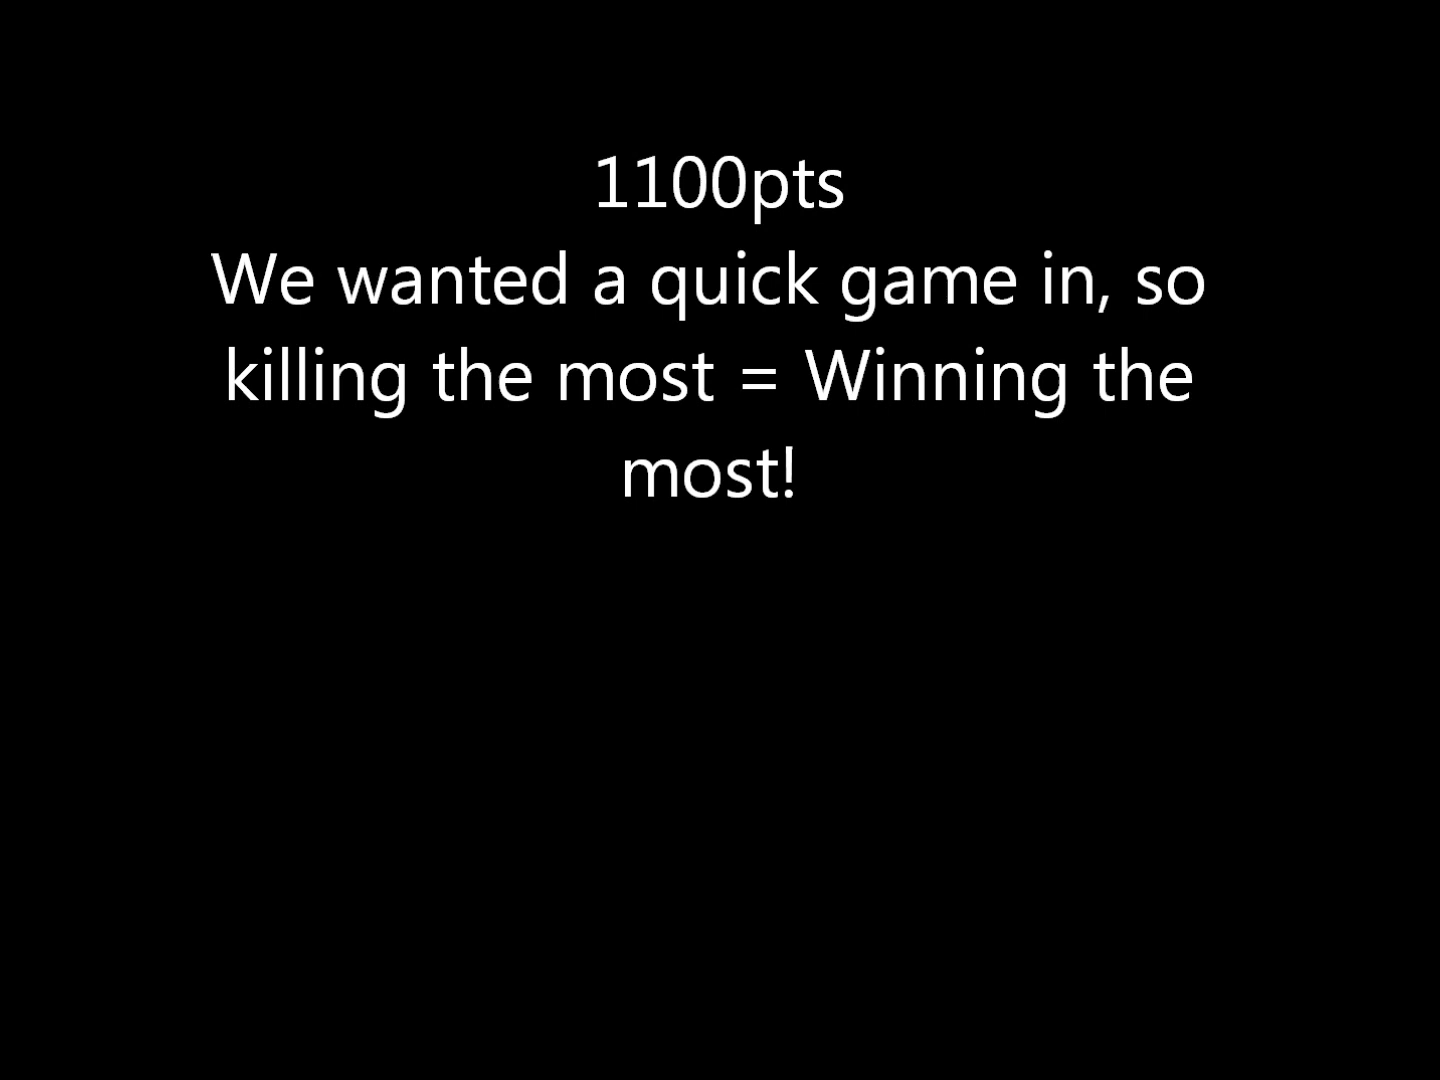 1100pts
We wanted a quick game in, so
killing the most = Winning the
most!